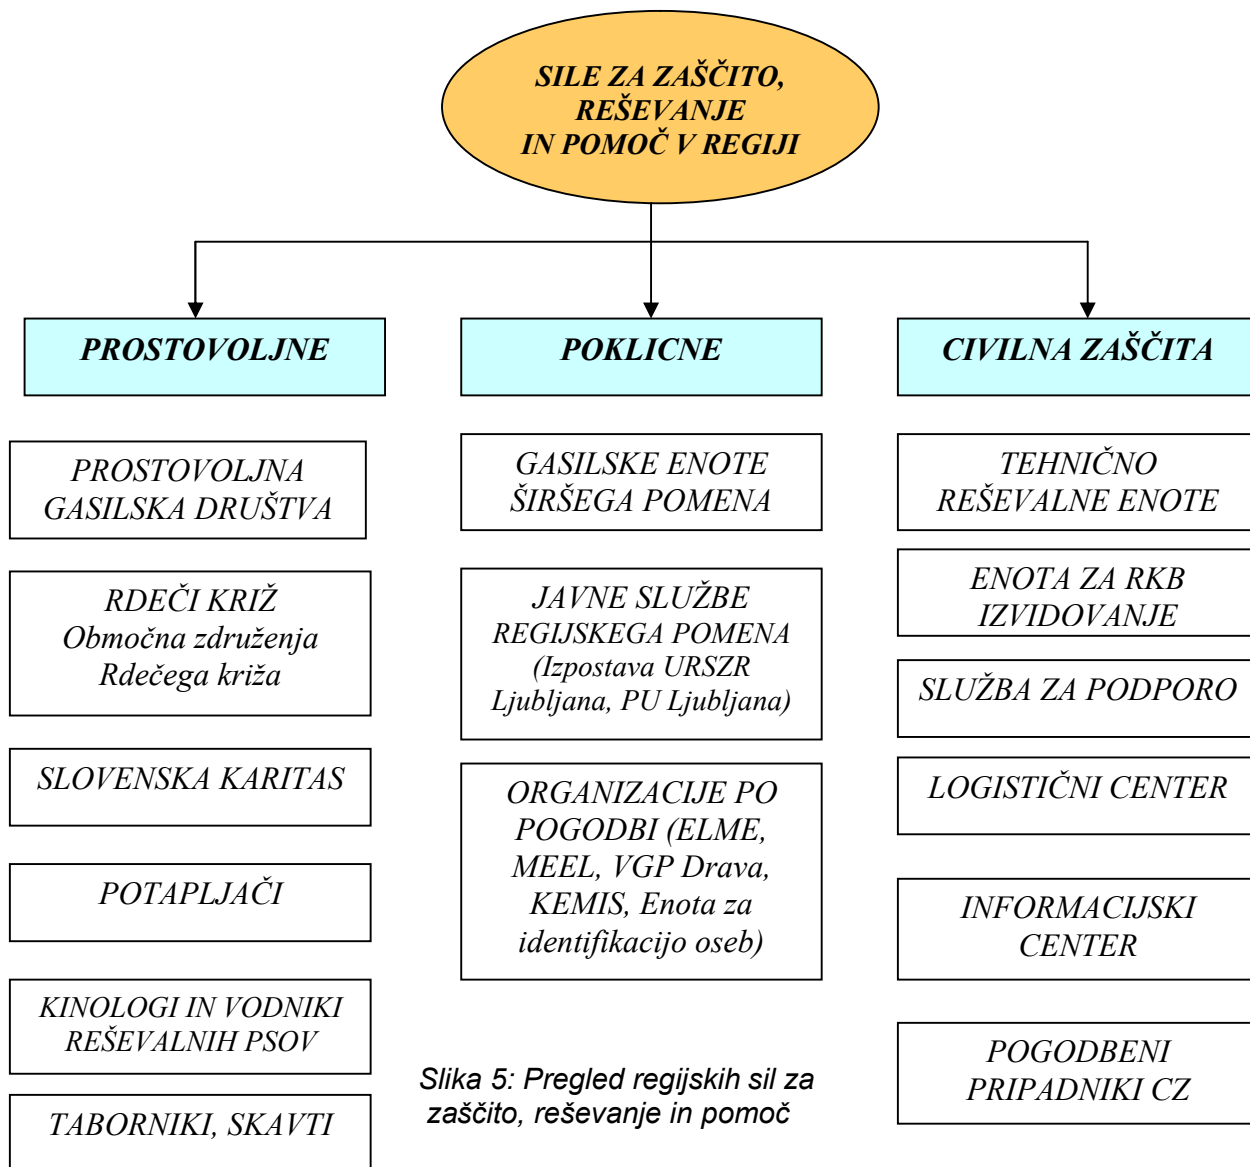 SILE ZA ZAŠČITO,
REŠEVANJE
IN POMOČ V REGIJI
PROSTOVOLJNE
PROSTOVOLJNA
GASILSKA DRUŠTVA
RDEČI KRIŽ
Območna združenja
Rdečega križa
SLOVENSKA KARITAS
POTAPLJAČI
KINOLOGI IN VODNIKI
REŠEVALNIH PSOV
TABORNIKI, SKAVTI
POKLICNE
GASILSKE ENOTE
ŠIRŠEGA POMENA
JAVNE SLUŽBE
REGIJSKEGA POMENA
(Izpostava URSZR
Ljubljana, PU Ljubljana)
ORGANIZACIJE PO
POGODBI (ELME,
MEEL, VGP Drava,
KEMIS, Enota za
identifikacijo oseb)
CIVILNA ZAŠČITA
TEHNIČNO
REŠEVALNE ENOTE
ENOTA ZA RKB
IZVIDOVANJE
SLUŽBA ZA PODPORO
LOGISTIČNI CENTER
INFORMACIJSKI
CENTER
POGODBENI
PRIPADNIKI CZ
Slika 5: Pregled regijskih sil za
zaščito, reševanje in pomoč